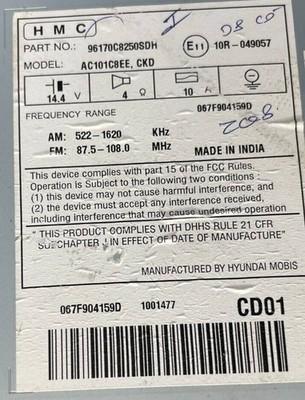 HMC
I
D8 CD
PART NO.: 96170C8250SDH
E11 10R-049057
MODEL: AC101C8EE, CKD
14.4 V 4 Ω 10 A
FREQUENCY RANGE 067F904159D
2008
AM: 522-1620 KHz
FM: 87.5-108.0 MHz MADE IN INDIA
This device complies with part 15 of the FCC Rules.
Operation is Subject to the following two conditions :
(1) this device may not cause harmful interference, and
(2) the device must accept any interference received,
including interference that may cause undesired operation
" THIS PRODUCT COMPLIES WITH DHHS RULE 21 CFR
SUBCHAPTER J IN EFFECT OF DATE OF MANUFACTURE"
MANUFACTURED BY HYUNDAI MOBIS
067F904159D 1001477 CD01